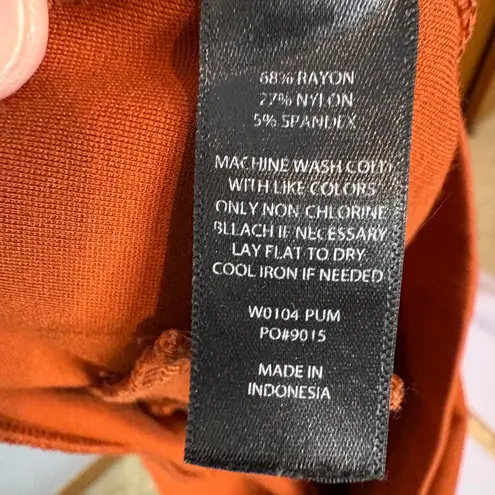 68% RAYON
27% NYLON
5% SPANDEX
MACHINE WASH COLD
WITH LIKE COLORS
ONLY NON CHLORINE
BLEACH IF NECESSARY
LAY FLAT TO DRY
COOL IRON IF NEEDED
W0104 PUM
PO#9015
MADE IN
INDONESIA